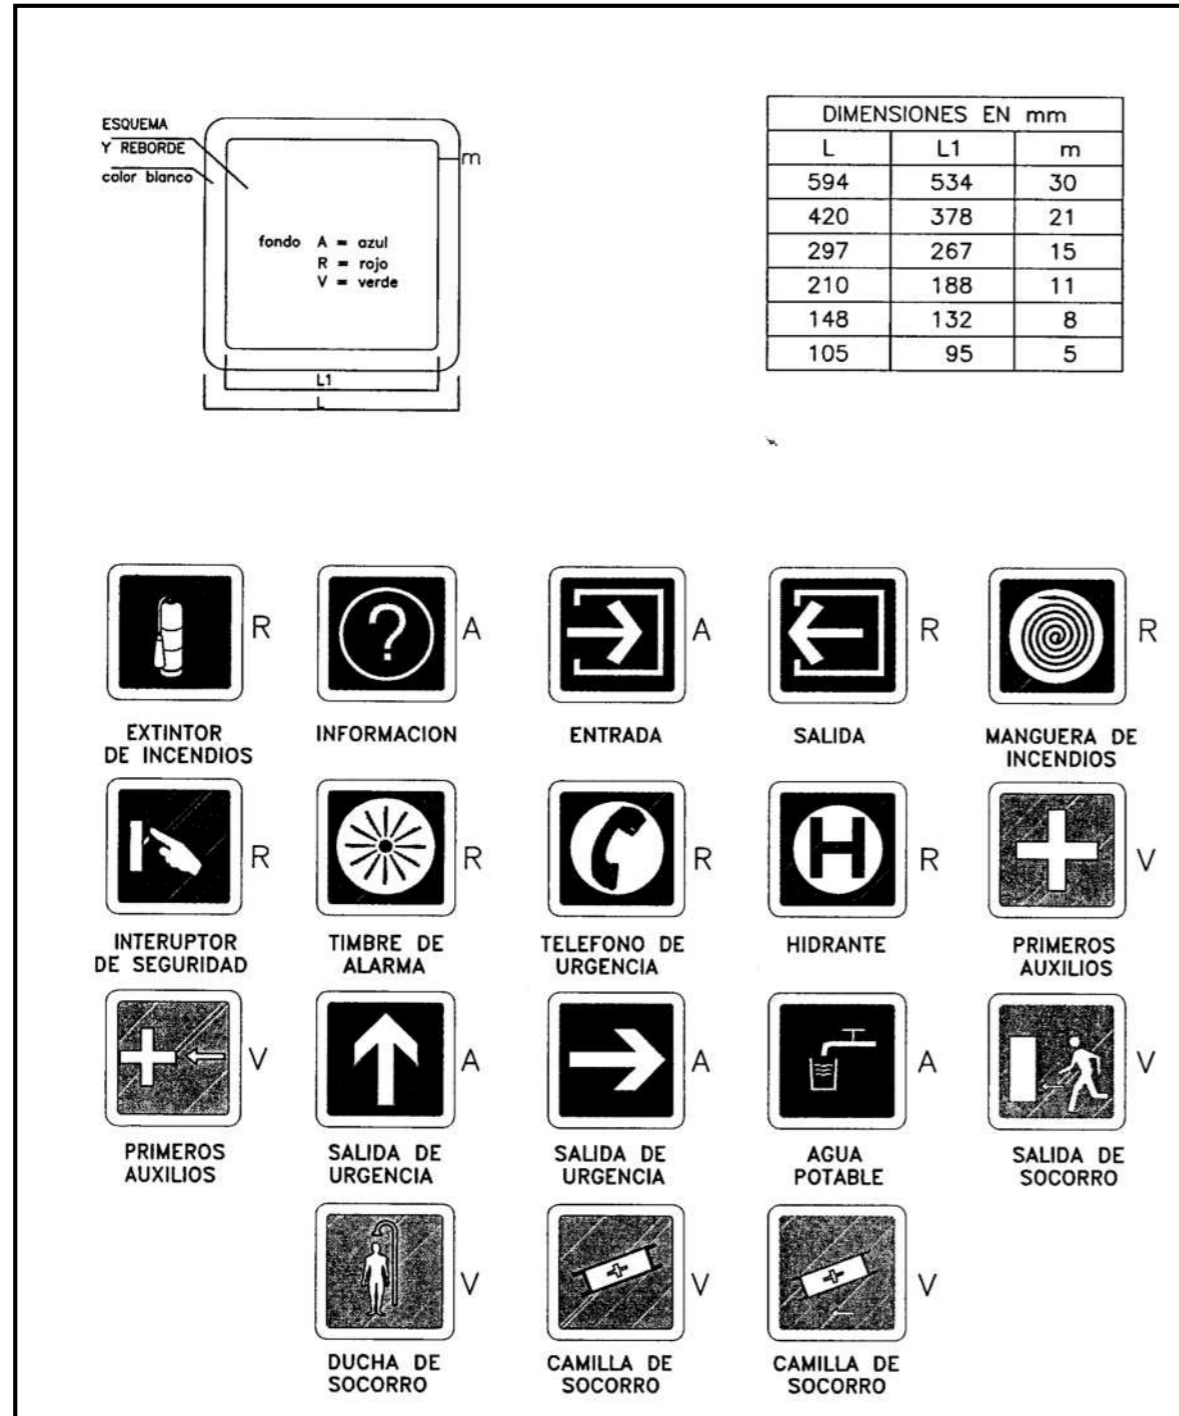 ESQUEMA
Y REBORDE
color blanco
m
fondo A = azul
R = rojo
V = verde
L1
L
DIMENSIONES EN mm
L L1 m
594 534 30
420 378 21
297 267 15
210 188 11
148 132 8
105 95 5
R
? A
A
R
R
EXTINTOR
DE INCENDIOS
INFORMACION
ENTRADA
SALIDA
MANGUERA DE
INCENDIOS
R
R
R
H R
V
INTERUPTOR
DE SEGURIDAD
TIMBRE DE
ALARMA
TELEFONO DE
URGENCIA
HIDRANTE
PRIMEROS
AUXILIOS
V
A
A
A
V
PRIMEROS
AUXILIOS
SALIDA DE
URGENCIA
SALIDA DE
URGENCIA
AGUA
POTABLE
SALIDA DE
SOCORRO
V
V
V
DUCHA DE
SOCORRO
CAMILLA DE
SOCORRO
CAMILLA DE
SOCORRO